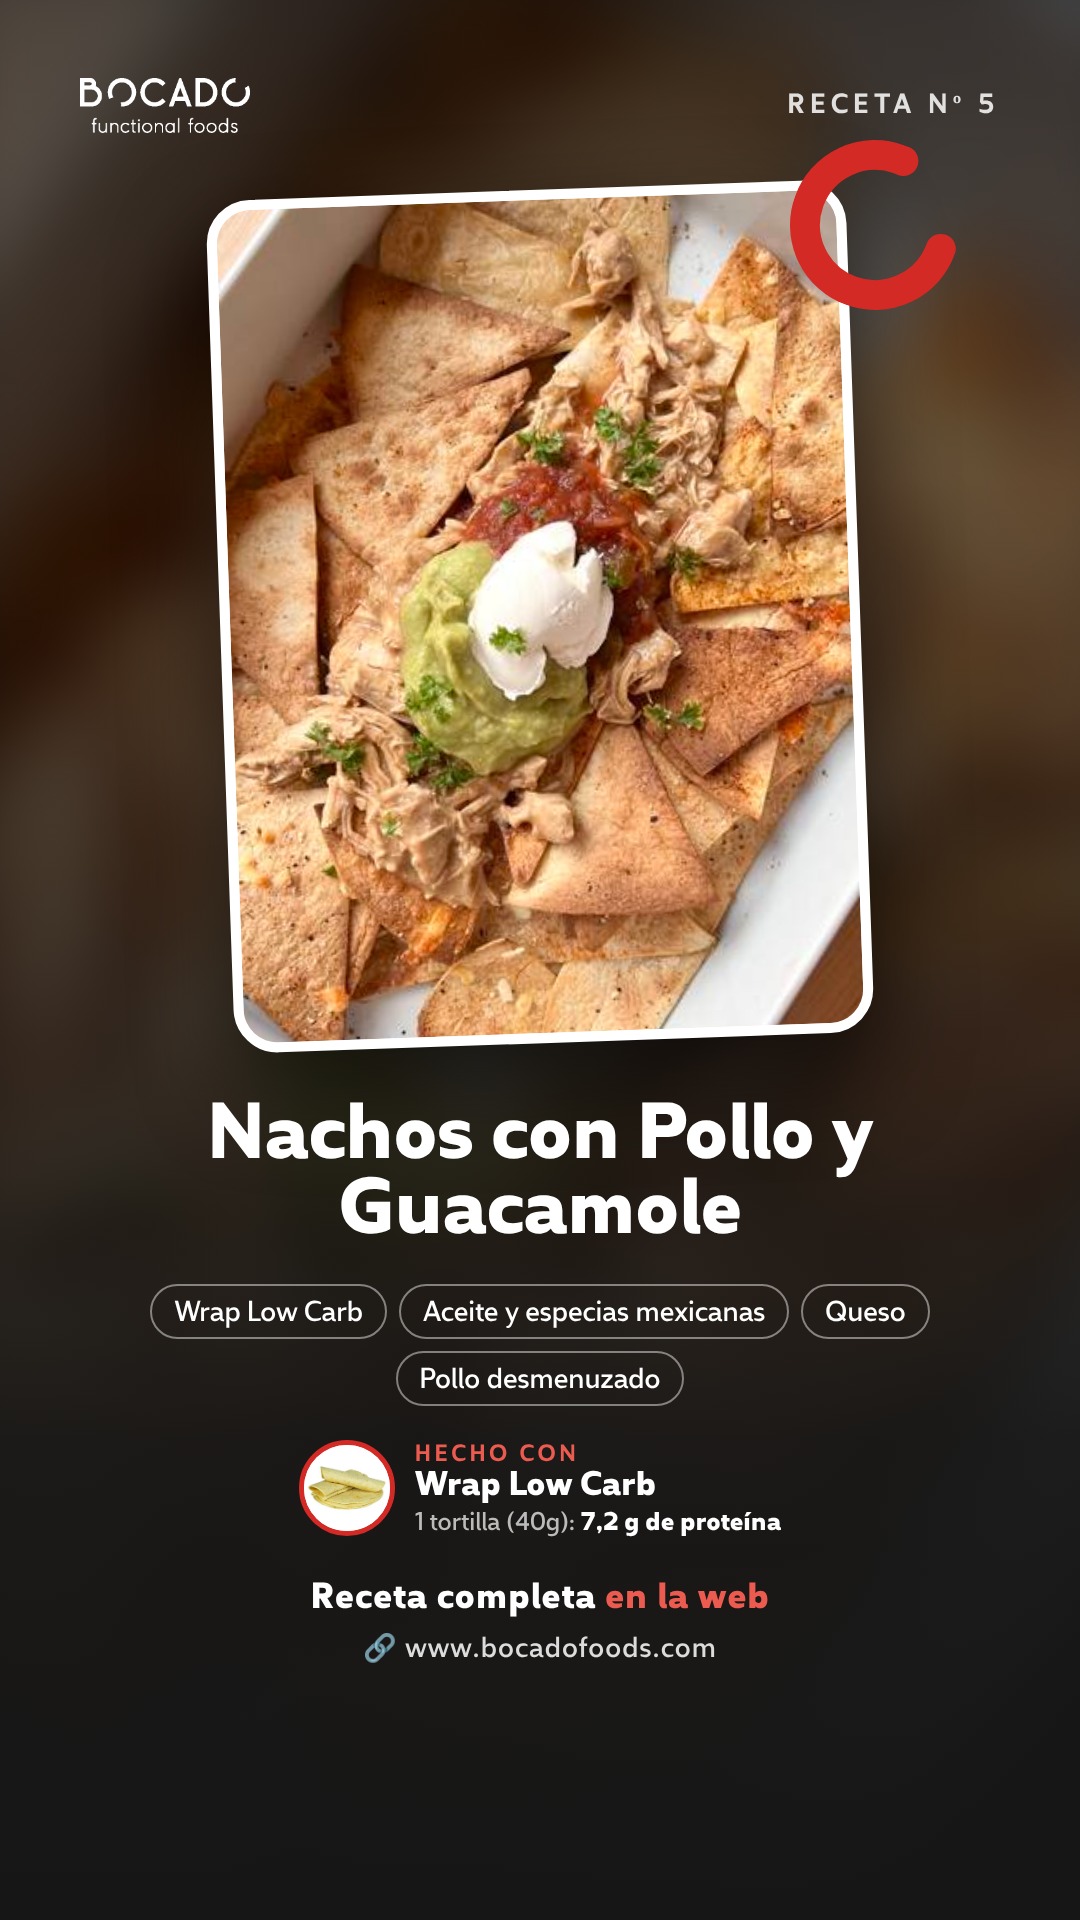 BOCADO
functional foods
RECETA Nº 5
Nachos con Pollo y
Guacamole
Wrap Low Carb
Aceite y especias mexicanas
Queso
Pollo desmenuzado
HECHO CON
Wrap Low Carb
1 tortilla (40g): 7,2 g de proteína
Receta completa en la web
🔗 www.bocadofoods.com